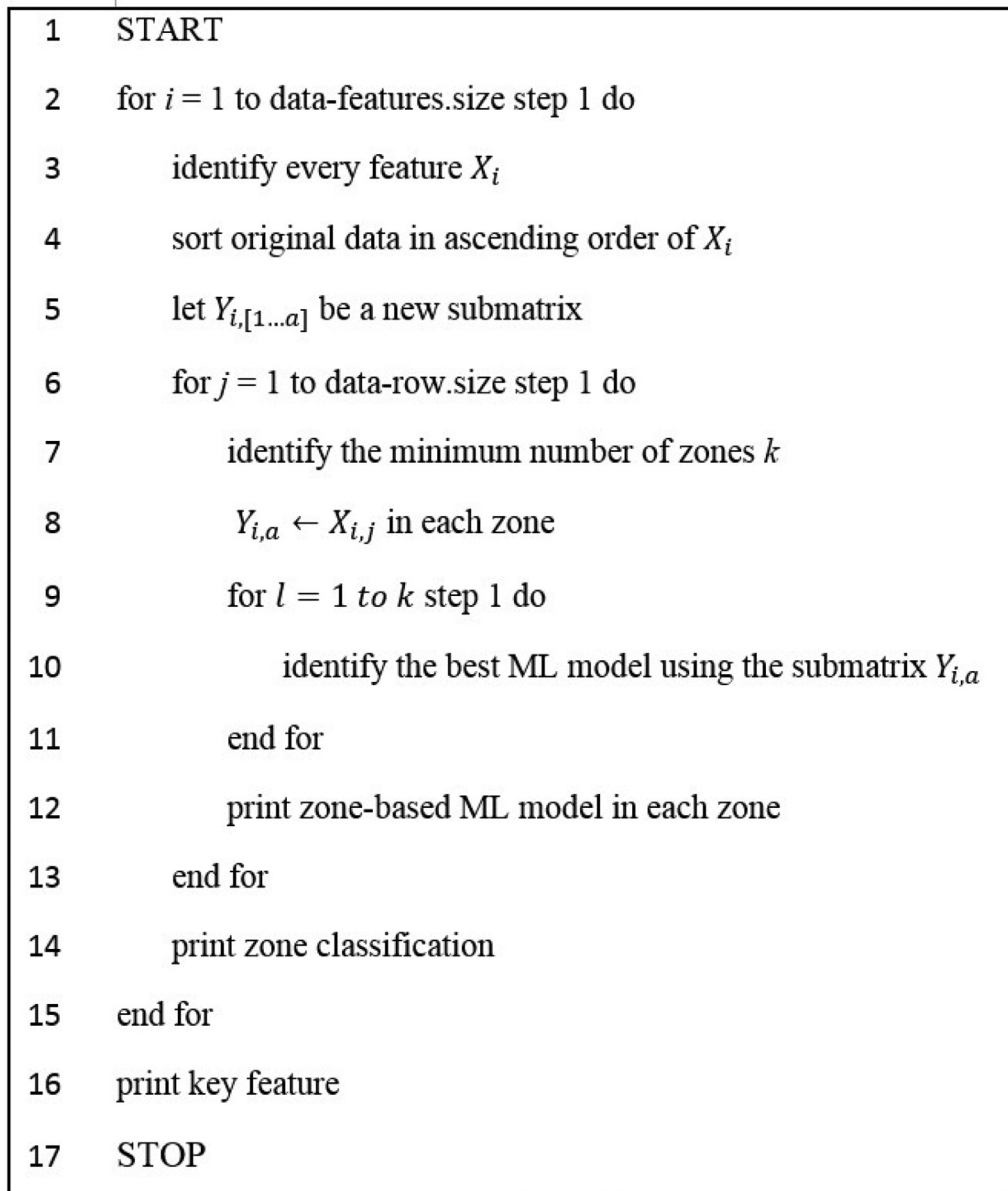 1 START
2 for i = 1 to data-features.size step 1 do
3 identify every feature X_i
4 sort original data in ascending order of X_i
5 let Y_{i,[1…a]} be a new submatrix
6 for j = 1 to data-row.size step 1 do
7 identify the minimum number of zones k
8 Y_{i,a} ← X_{i,j} in each zone
9 for l = 1 to k step 1 do
10 identify the best ML model using the submatrix Y_{i,a}
11 end for
12 print zone-based ML model in each zone
13 end for
14 print zone classification
15 end for
16 print key feature
17 STOP